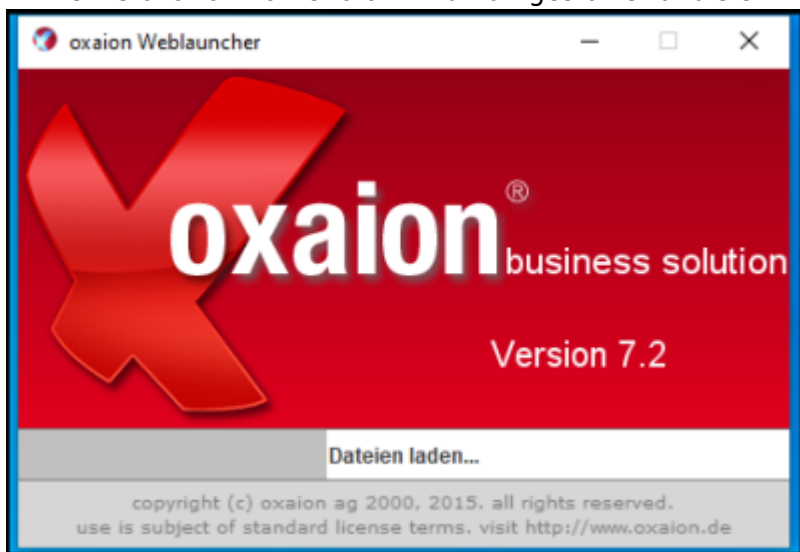 oxaion Weblauncher
oxaion®
business solution
Version 7.2
Dateien laden...
copyright (c) oxaion ag 2000, 2015. all rights reserved.
use is subject of standard license terms. visit http://www.oxaion.de